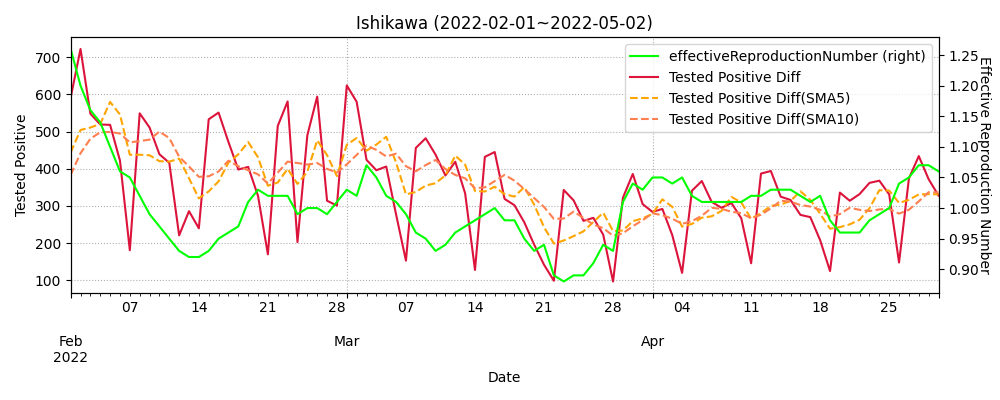 Ishikawa (2022-02-01~2022-05-02)
effectiveReproductionNumber (right)
Tested Positive Diff
Tested Positive Diff(SMA5)
Tested Positive Diff(SMA10)
Tested Positive
700
600
500
400
300
200
100
Effective Reproduction Number
1.25
1.20
1.15
1.10
1.05
1.00
0.95
0.90
07 14 21 28 07 14 21 28 04 11 18 25
Feb Mar Apr
2022
Date